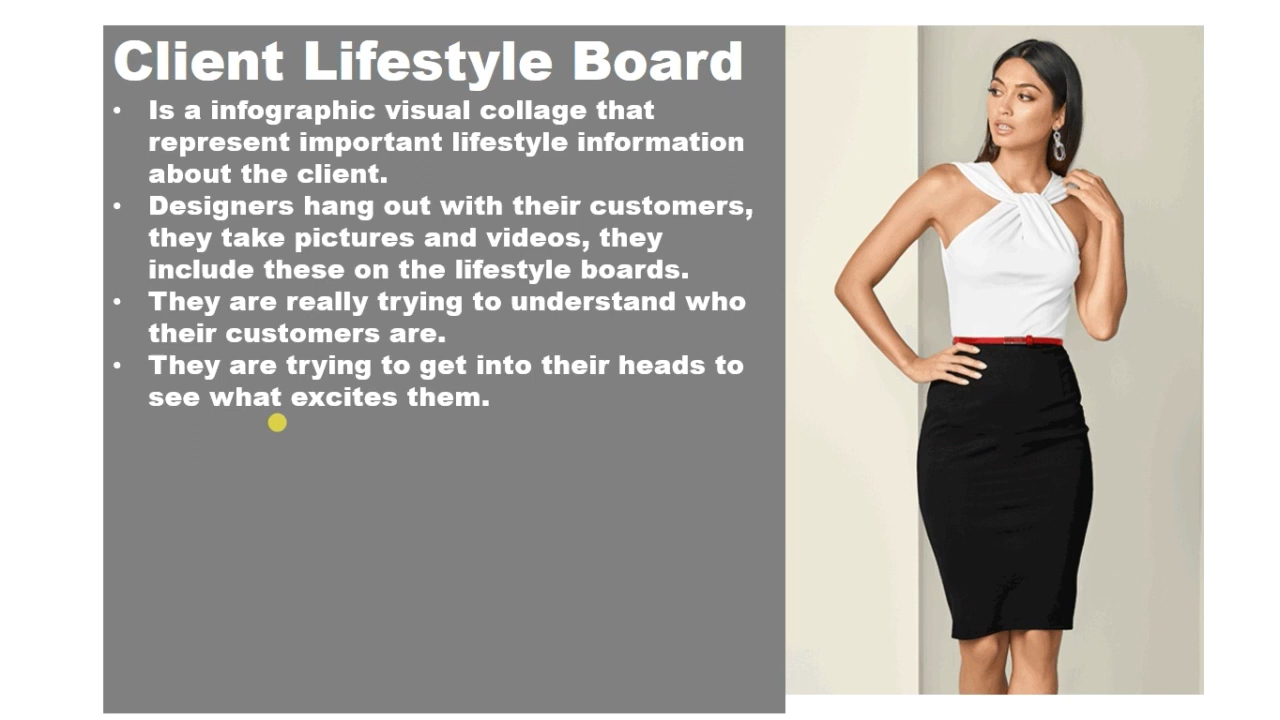 Client Lifestyle Board
• Is a infographic visual collage that
represent important lifestyle information
about the client.
• Designers hang out with their customers,
they take pictures and videos, they
include these on the lifestyle boards.
• They are really trying to understand who
their customers are.
• They are trying to get into their heads to
see what excites them.